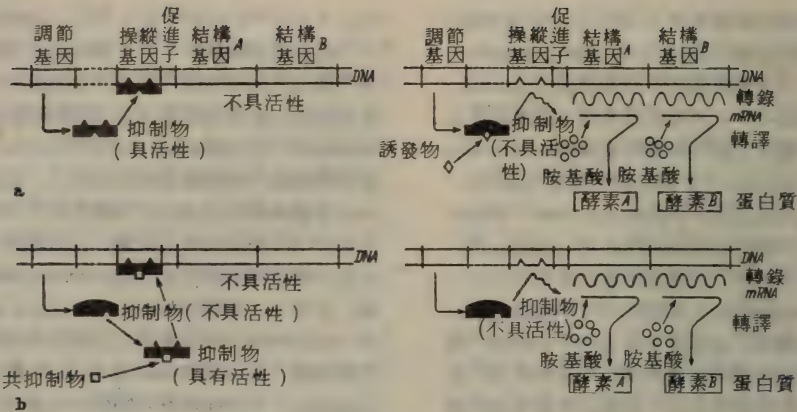 調節基因
操縱基因
促進子
結構基因A
結構基因B
DNA
不具活性
抑制物
(具活性)
a
調節基因
操縱基因
促進子
結構基因A
結構基因B
DNA
轉錄
mRNA
轉譯
誘發物
抑制物
(不具活性)
胺基酸
胺基酸
酵素A
酵素B
蛋白質
DNA
不具活性
抑制物(不具活性)
抑制物
(具有活性)
共抑制物
b
DNA
轉錄
mRNA
轉譯
抑制物
(不具活性)
胺基酸
胺基酸
酵素A
酵素B
蛋白質